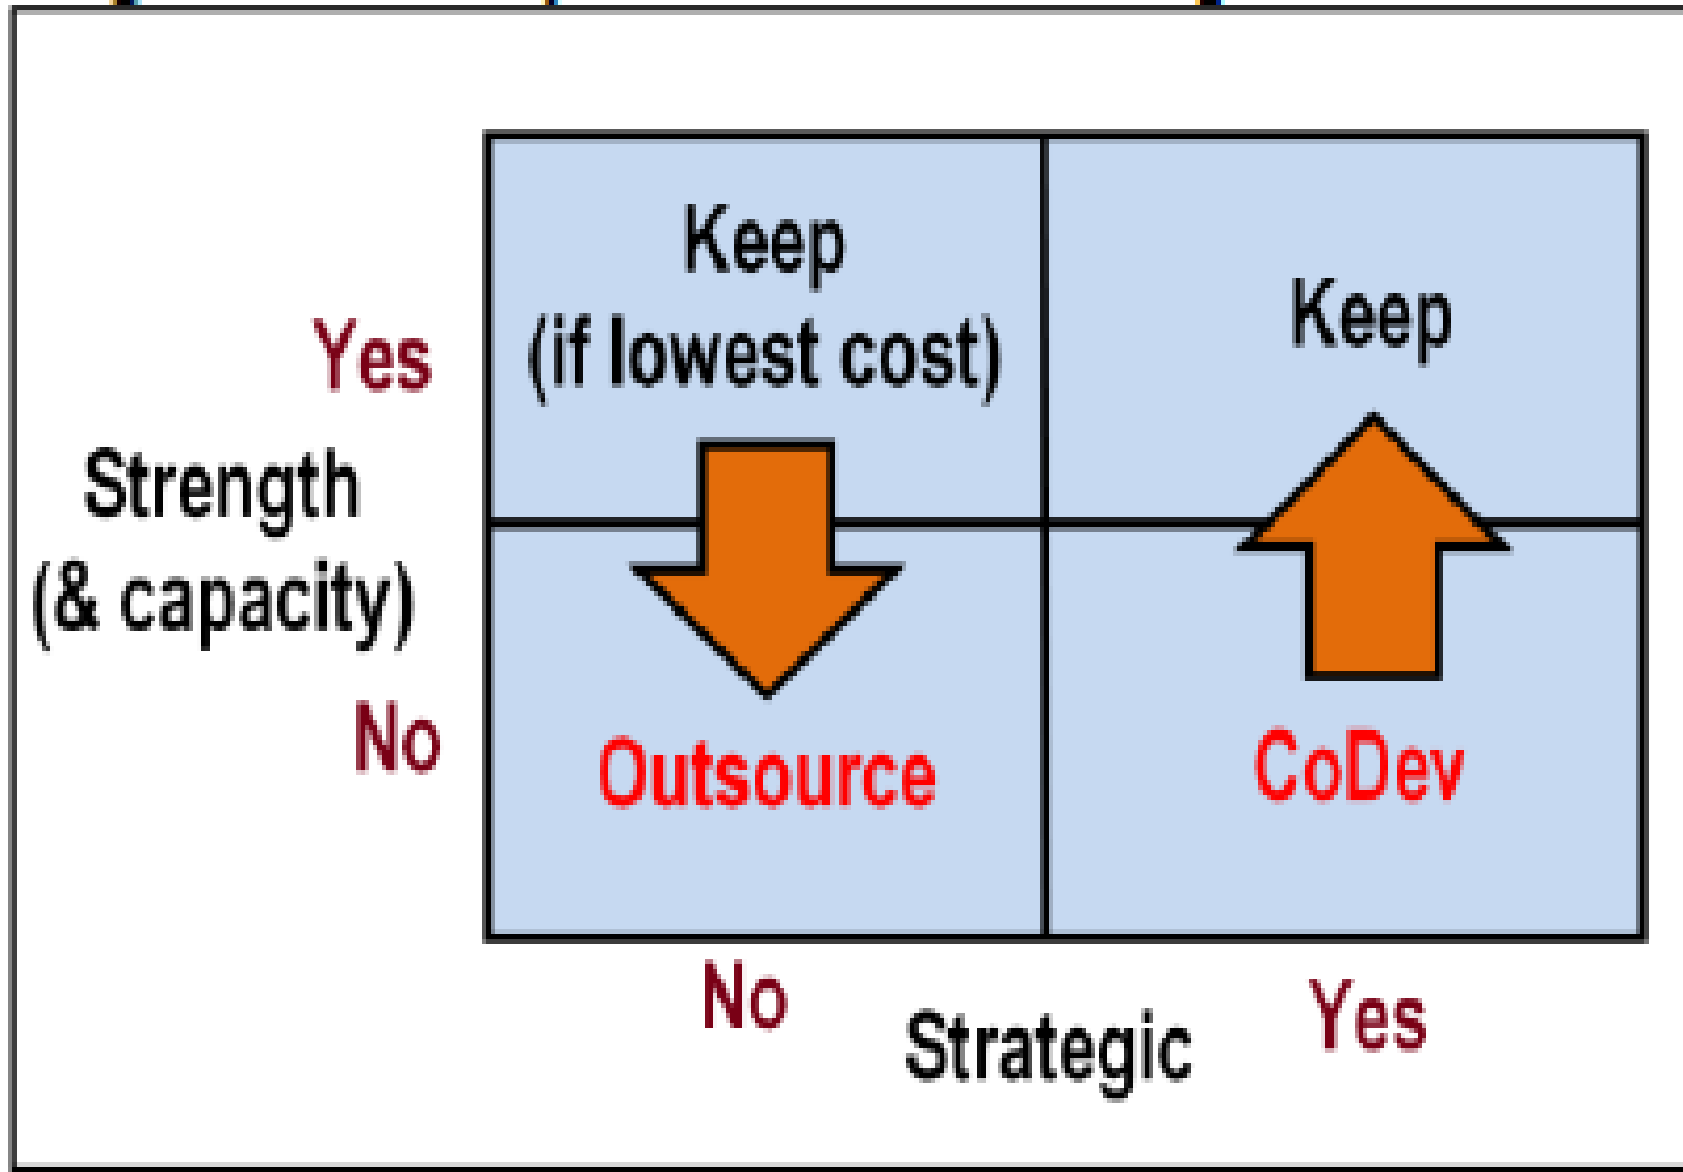 Keep
(if lowest cost)
Keep
Yes
Strength
(& capacity)
No
Outsource
CoDev
No
Strategic
Yes